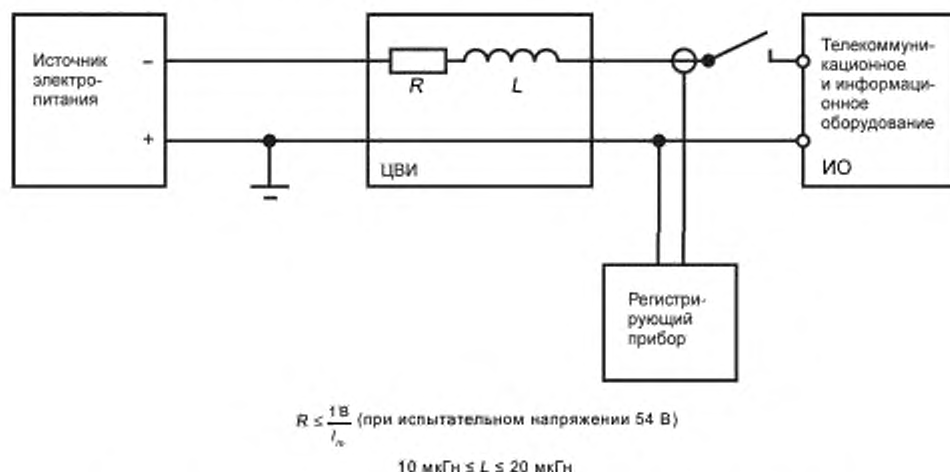 Источник
электро-
питания
–
+
R
L
ЦВИ
Телекоммуни-
кационное
и информаци-
онное
оборудование
ИО
Регистри-
рующий
прибор
R ≤ 1 В / Iₘ (при испытательном напряжении 54 В)
10 мкГн ≤ L ≤ 20 мкГн